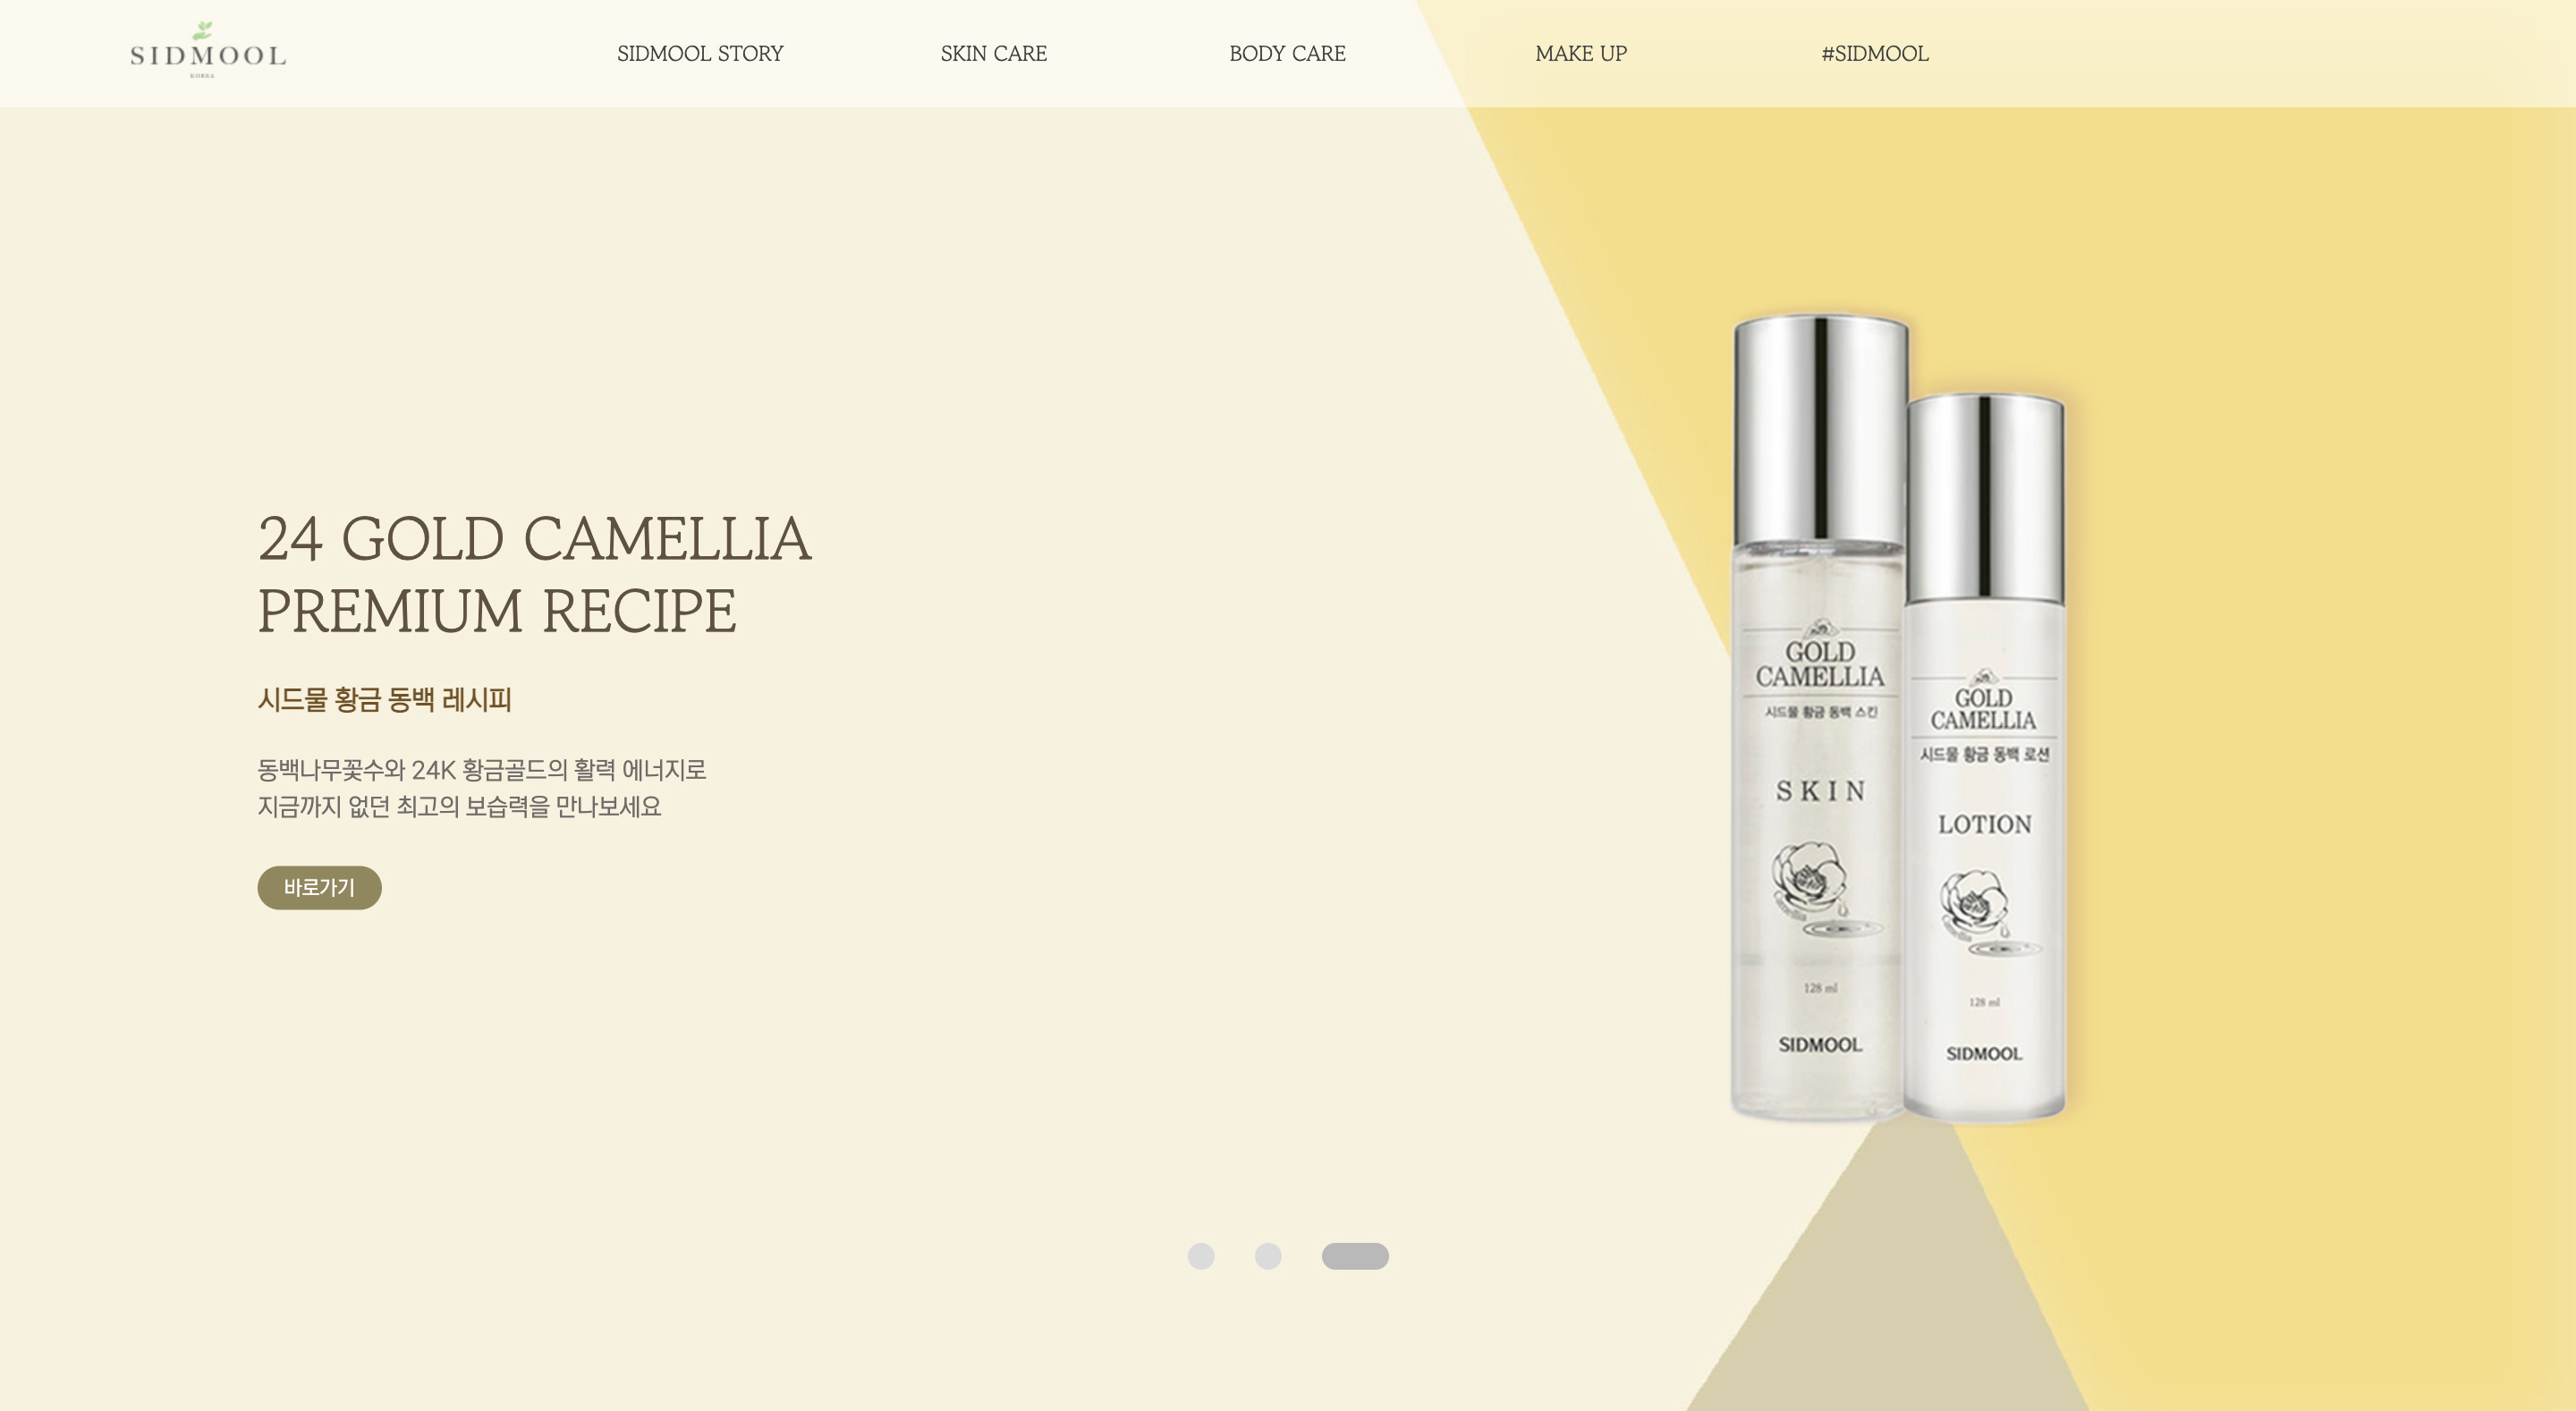 SIDMOOL
KOREA
SIDMOOL STORY
SKIN CARE
BODY CARE
MAKE UP
#SIDMOOL
24 GOLD CAMELLIA
PREMIUM RECIPE
시드물 황금 동백 레시피
동백나무꽃수와 24K 황금골드의 활력 에너지로
지금까지 없던 최고의 보습력을 만나보세요
바로가기
GOLD
CAMELLIA
시드물 황금 동백 스킨
SKIN
Camellia
128 ml
SIDMOOL
GOLD
CAMELLIA
시드물 황금 동백 로션
LOTION
Camellia
128 ml
SIDMOOL